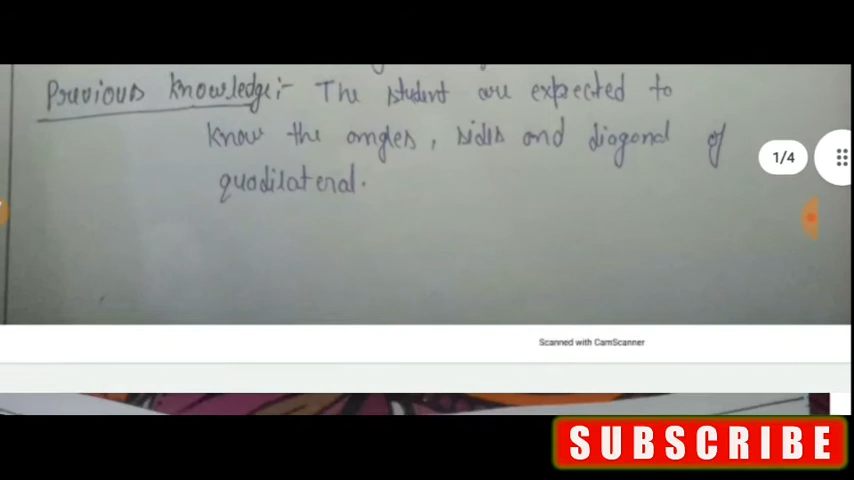 Previous knowledge:- The student are expected to
know the angles, sides and diagonal of
quadilateral.
1/4
Scanned with CamScanner
SUBSCRIBE